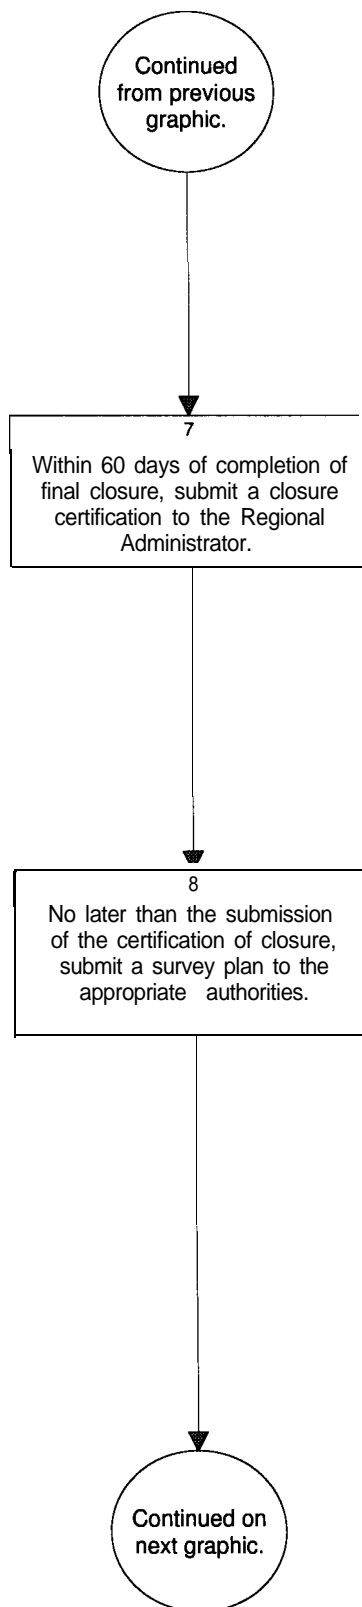 Continued
from previous
graphic.
7
Within 60 days of completion of
final closure, submit a closure
certification to the Regional
Administrator.
8
No later than the submission
of the certification of closure,
submit a survey plan to the
appropriate authorities.
Continued on
next graphic.